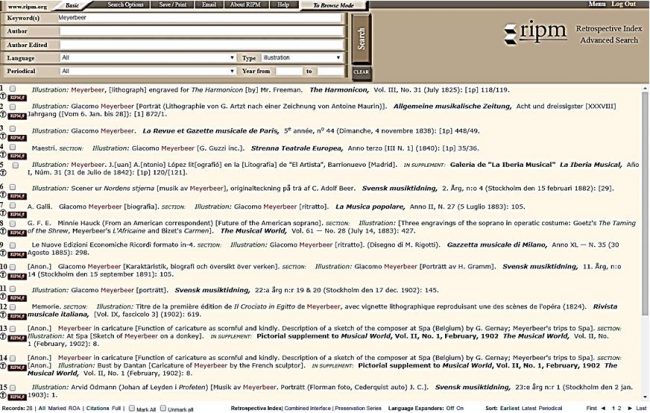 www.ripm.org Basic Search Options Save / Print Email About RIPM Help To Browse Mode Menu Log Out
Keyword(s) Meyerbeer
Author
Author Edited
Language All Type Illustration
Periodical All Year from to
Search
CLEAR
ripm Retrospective Index
Advanced Search
1 Illustration: Meyerbeer, [lithograph] engraved for The Harmonicon [by] Mr. Freeman. The Harmonicon, Vol. III, No. 31 (July 1825): [1p] 118/119.
2 Illustration: Giacomo Meyerbeer [Porträt (Lithographie von G. Artzt nach einer Zeichnung von Antoine Maurin)]. Allgemeine musikalische Zeitung, Acht und dreissigster [XXXVIII]
Jahrgang ([Vom 6. Jan. bis 28]): [1] 872/1.
3 Illustration: Giacomo Meyerbeer. La Revue et Gazette musicale de Paris, 5e année, nº 44 (Dimanche, 4 novembre 1838): [1p] 448/49.
4 Maestri. SECTION: Illustration: Giacomo Meyerbeer [G. Guzzi inc.]. Strenna Teatrale Europea, Anno terzo [III N. 1] (1840): [1p] 35/36.
5 Illustration: Meyerbeer. J.[uan] A.[ntonio] López lit[ografió] en la [Litografía] de "El Artista", Barrionuevo [Madrid]. IN SUPPLEMENT: Galería de "La Iberia Musical" La Iberia Musical, Año
I, Núm. 31 (31 de Julio de 1842): [1p] 120/[121].
6 Illustration: Scener ur Nordens stjerna [musik av Meyerbeer], originalteckning på trä af C. Adolf Beer. Svensk musiktidning, 2. Årg, n:o 4 (Stockholm den 15 februari 1882): [29].
7 A. Galli. Giacomo Meyerbeer [biografia]. SECTION: Illustration: Giacomo Meyerbeer [ritratto]. La Musica popolare, Anno II, N. 27 (5 Luglio 1883): 105.
8 G. F. E. Minnie Hauck (From an American correspondent) [Future of the American soprano]. SECTION: Illustration: [Three engravings of the soprano in operatic costume: Goetz's The Taming
of the Shrew, Meyerbeer's L'Africaine and Bizet's Carmen]. The Musical World, Vol. 61 — No. 28 (July 14, 1883): 427.
9 Le Nuove Edizioni Economiche Ricordi formato in-4. SECTION: Illustration: Giacomo Meyerbeer [ritratto]. (Disegno di M. Rigotti). Gazzetta musicale di Milano, Anno XL — N. 35 (30
Agosto 1885): 298.
10 [Anon.] Giacomo Meyerbeer [Karaktäristik, biografi och översikt över verken]. SECTION: Illustration: Giacomo Meyerbeer [Porträtt av H. Gramm]. Svensk musiktidning, 11. Årg, n:o
14 (Stockholm den 15 september 1891): 105.
11 Illustration: Giacomo Meyerbeer [porträtt]. Svensk musiktidning, 22:a årg n:r 19 & 20 (Stockholm den 17 dec. 1902): 145.
12 Memorie. SECTION: Illustration: Titre de la première édition de Il Crociato in Egitto de Meyerbeer, avec vignette lithographique reproduisant une des scènes de l'opéra (1824). Rivista
musicale italiana, [Vol. IX, fascicolo 3] (1902): 619.
13 [Anon.] Meyerbeer in caricature [Function of caricature as scornful and kindly. Description of a sketch of the composer at Spa (Belgium) by G. Gernay; Meyerbeer's trips to Spa]. SECTION:
Illustration: At Spa [Sketch of Meyerbeer on a donkey]. IN SUPPLEMENT: Pictorial supplement to Musical World, Vol. II, No. 1, February, 1902 The Musical World, Vol. II, No.
1 (February, 1902): 8.
14 [Anon.] Meyerbeer in caricature [Function of caricature as scornful and kindly. Description of a sketch of the composer at Spa (Belgium) by G. Gernay; Meyerbeer's trips to Spa]. SECTION:
Illustration: Bust by Dantan [Caricature of Meyerbeer by the French sculptor]. IN SUPPLEMENT: Pictorial supplement to Musical World, Vol. II, No. 1, February, 1902 The Musical World, Vol. II, No.
1 (February, 1902): 8.
15 Illustration: Arvid Ödmann (Johan af Leyden i Profeten) [Musik av Meyerbeer. Porträtt (Florman foto, Cederquist auto) J. C.]. Svensk musiktidning, 23:e årg n:r 1 (Stockholm den 2 jan.
1903): 1.
Records: 28 | All Marked ROA | Citations Full | Mark All Unmark all Retrospective Index| Combined Interface | Preservation Series Language Expanders: Off On Sort: Earliest Latest Periodical First ◄ 1 2 ► Last